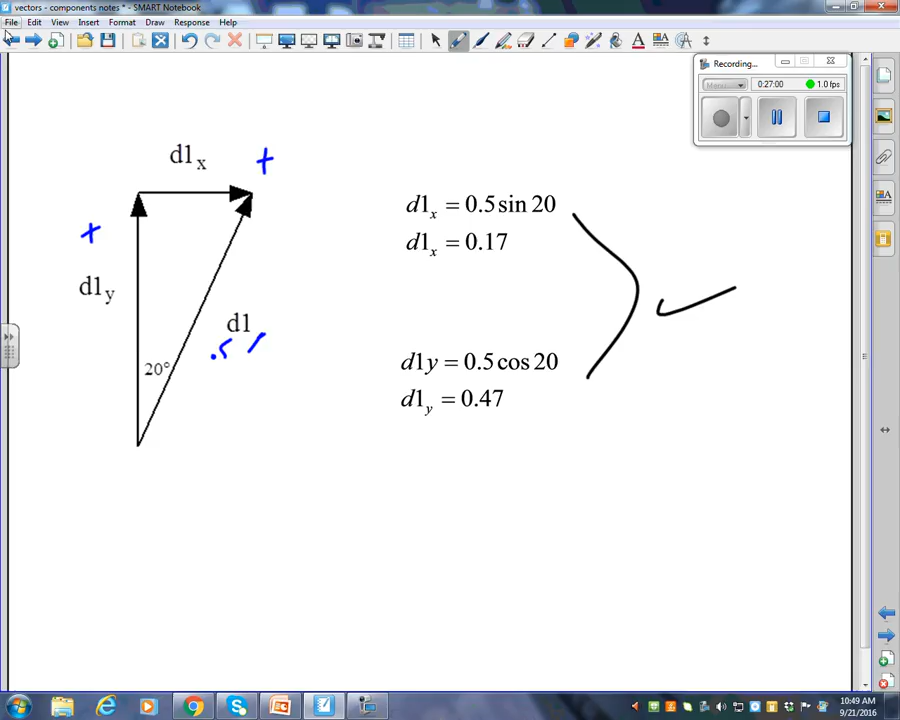 vectors - components notes * - SMART Notebook
File Edit View Insert Format Draw Response Help
Recording...
Menu
0:27:00
1.0 fps
d1x
+
+
d1y
d1
.5
20°
d1x = 0.5 sin 20
d1x = 0.17
d1y = 0.5 cos 20
d1y = 0.47
10:49 AM
9/21/2016